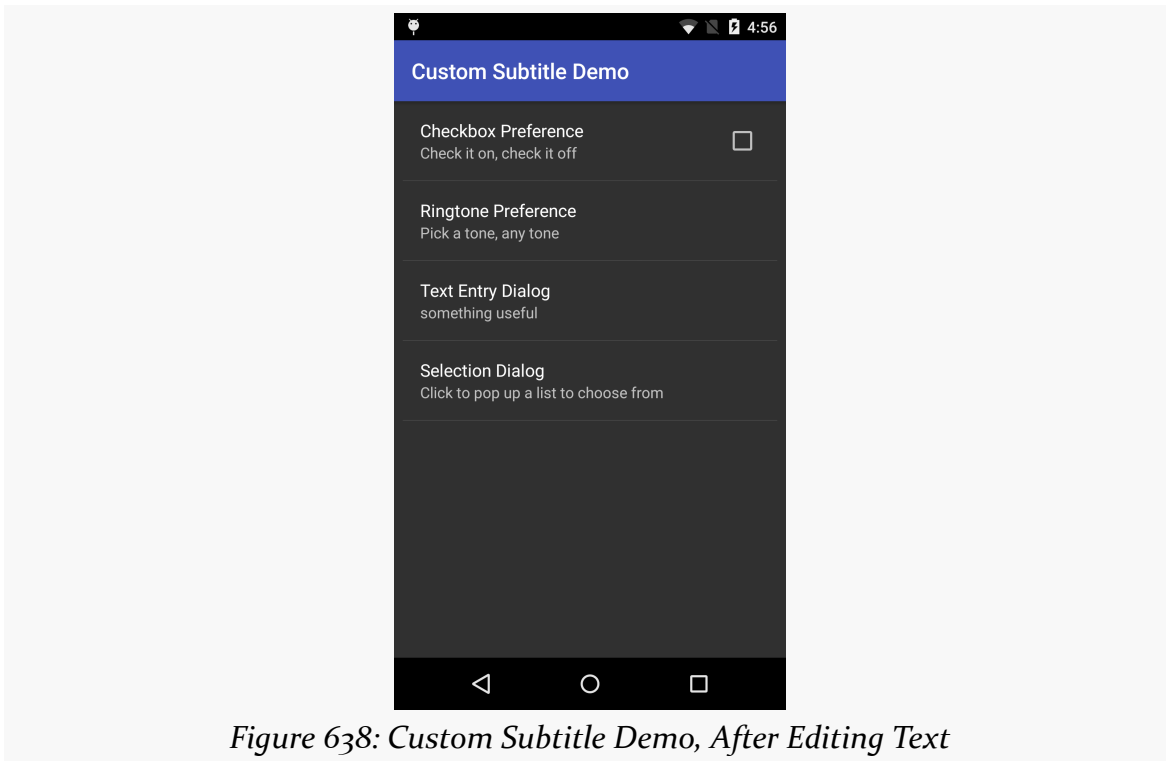 4:56
Custom Subtitle Demo
Checkbox Preference
Check it on, check it off
Ringtone Preference
Pick a tone, any tone
Text Entry Dialog
something useful
Selection Dialog
Click to pop up a list to choose from
Figure 638: Custom Subtitle Demo, After Editing Text